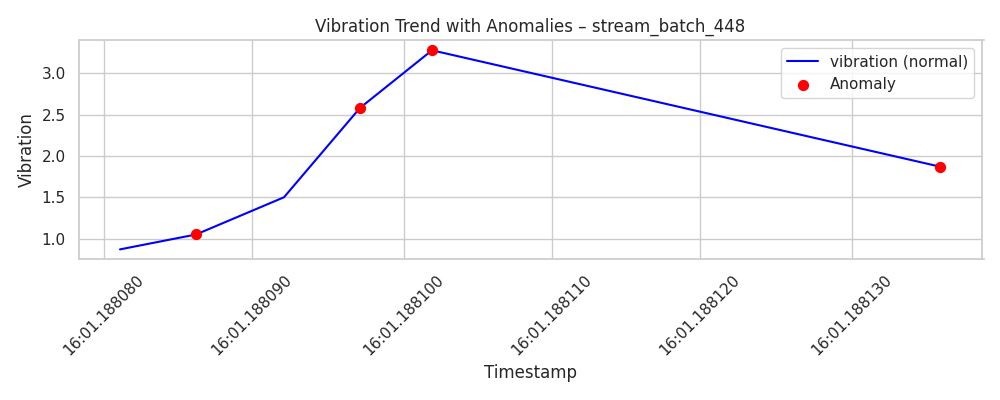 Vibration Trend with Anomalies – stream_batch_448
vibration (normal)
Anomaly
Vibration
3.0
2.5
2.0
1.5
1.0
16:01.188080
16:01.188090
16:01.188100
16:01.188110
16:01.188120
16:01.188130
Timestamp